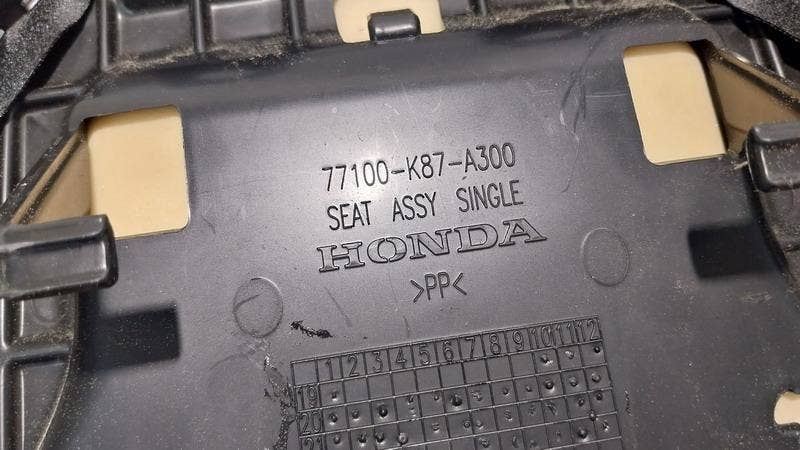 77100-K87-A300
SEAT ASSY SINGLE
HONDA
>PP<
1 2 3 4 5 6 7 8 9 10 11 12
19
20
21